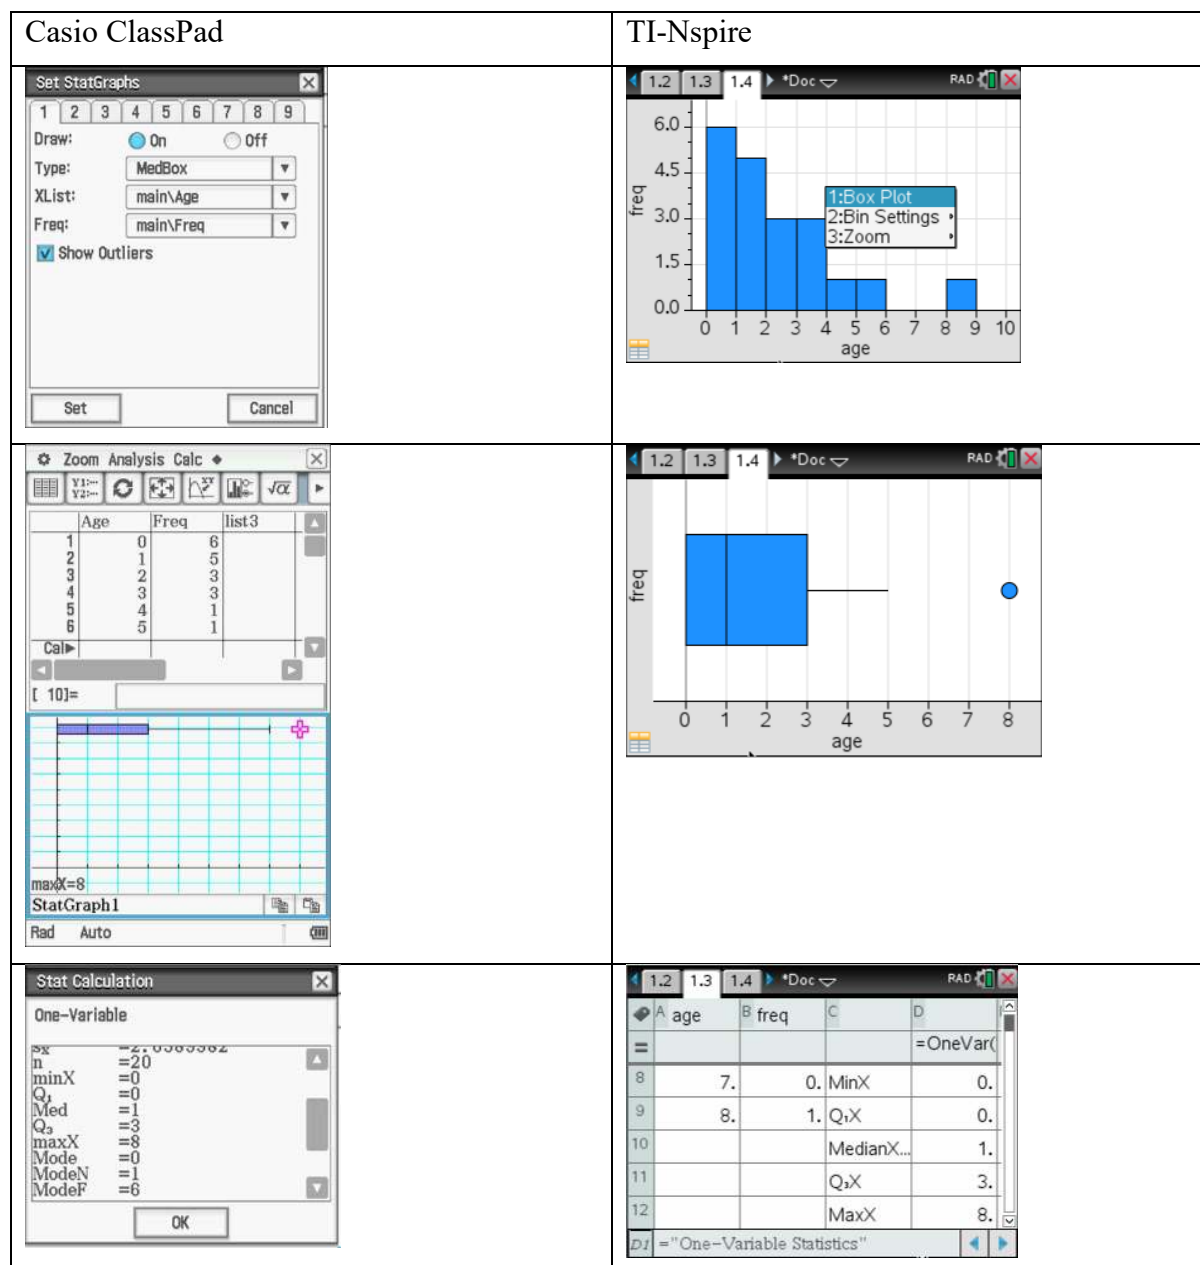 Casio ClassPad
TI-Nspire
Set StatGraphs
1 2 3 4 5 6 7 8 9
Draw: On Off
Type: MedBox
XList: main\Age
Freq: main\Freq
Show Outliers
Set Cancel
1.2 1.3 1.4 *Doc RAD
6.0
4.5
3.0
1.5
0.0
freq
1:Box Plot
2:Bin Settings
3:Zoom
0 1 2 3 4 5 6 7 8 9 10
age
Zoom Analysis Calc
Y1:--- Y2:---
√α
Age Freq list3
1 0 6
2 1 5
3 2 3
4 3 3
5 4 1
6 5 1
Cal
[ 10]=
maxX=8
StatGraph1
Rad Auto
1.2 1.3 1.4 *Doc RAD
freq
0 1 2 3 4 5 6 7 8
age
Stat Calculation
One-Variable
n =20
minX =0
Q₁ =0
Med =1
Q₃ =3
maxX =8
Mode =0
ModeN =1
ModeF =6
OK
1.2 1.3 1.4 *Doc RAD
A age B freq C D
= =OneVar(
8 7. 0. MinX 0.
9 8. 1. Q₁X 0.
10 MedianX... 1.
11 Q₃X 3.
12 MaxX 8.
D1 ="One-Variable Statistics"